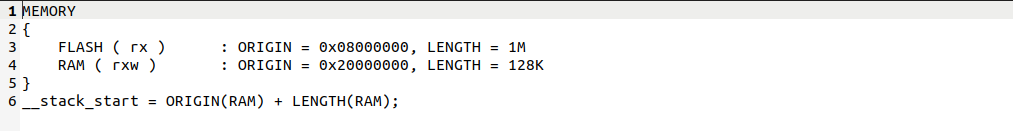 1 MEMORY
2 {
3     FLASH ( rx )      : ORIGIN = 0x08000000, LENGTH = 1M
4     RAM ( rxw )       : ORIGIN = 0x20000000, LENGTH = 128K
5 }
6 __stack_start = ORIGIN(RAM) + LENGTH(RAM);